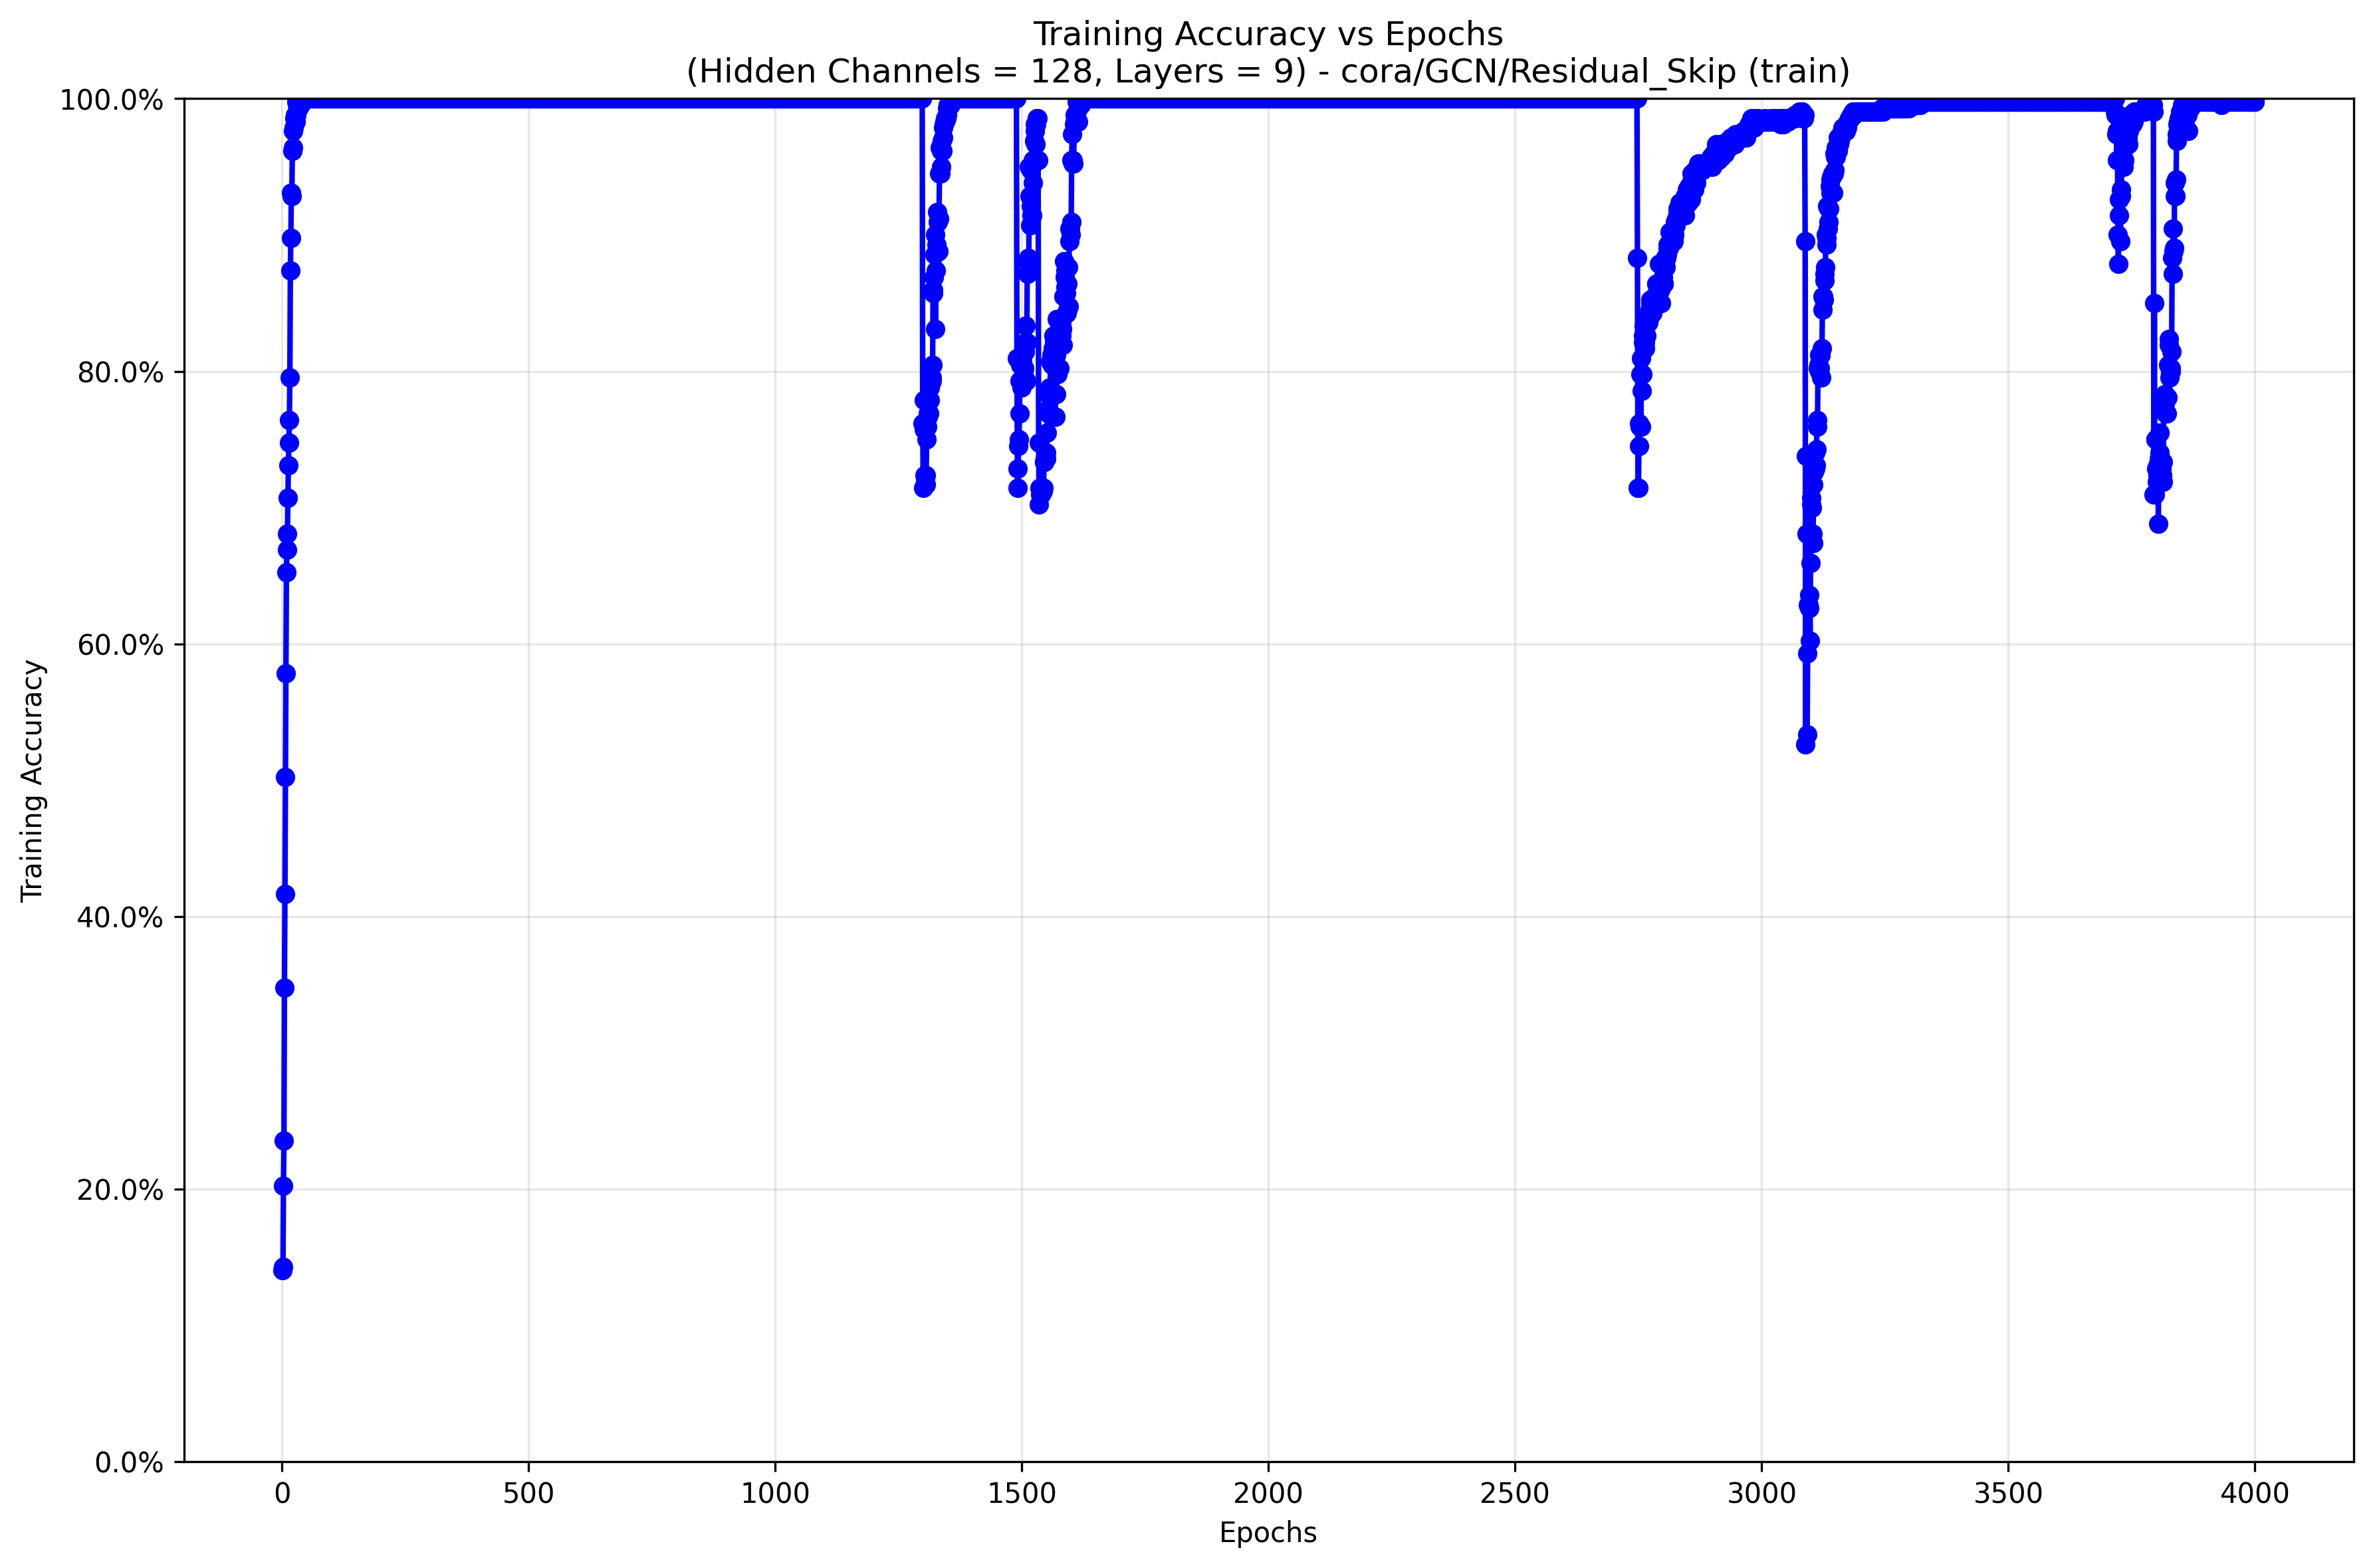 Training Accuracy vs Epochs
(Hidden Channels = 128, Layers = 9) - cora/GCN/Residual_Skip (train)
100.0%
80.0%
60.0%
40.0%
20.0%
0.0%
Training Accuracy
0 500 1000 1500 2000 2500 3000 3500 4000
Epochs